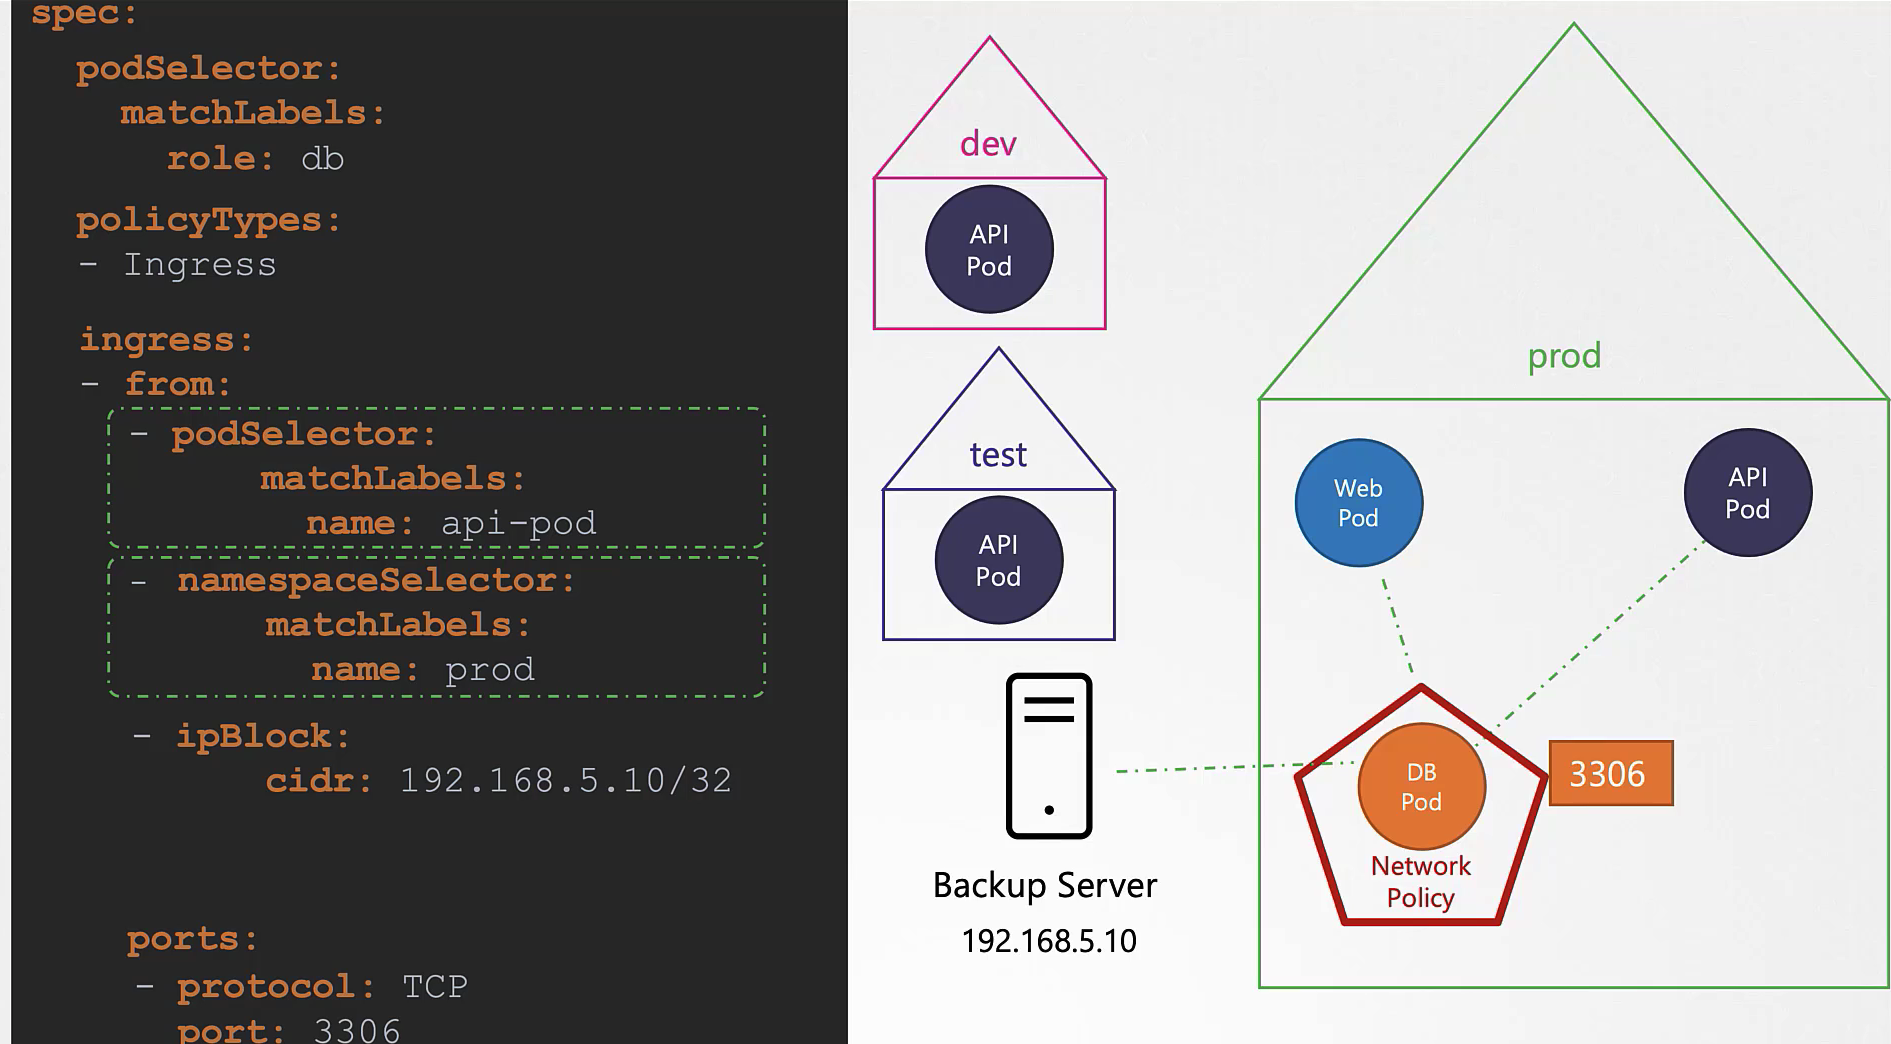 spec:
podSelector:
matchLabels:
role: db
policyTypes:
- Ingress
ingress:
- from:
- podSelector:
matchLabels:
name: api-pod
- namespaceSelector:
matchLabels:
name: prod
- ipBlock:
cidr: 192.168.5.10/32
ports:
- protocol: TCP
port: 3306
dev
API
Pod
test
API
Pod
Backup Server
192.168.5.10
prod
Web
Pod
API
Pod
DB
Pod
Network
Policy
3306